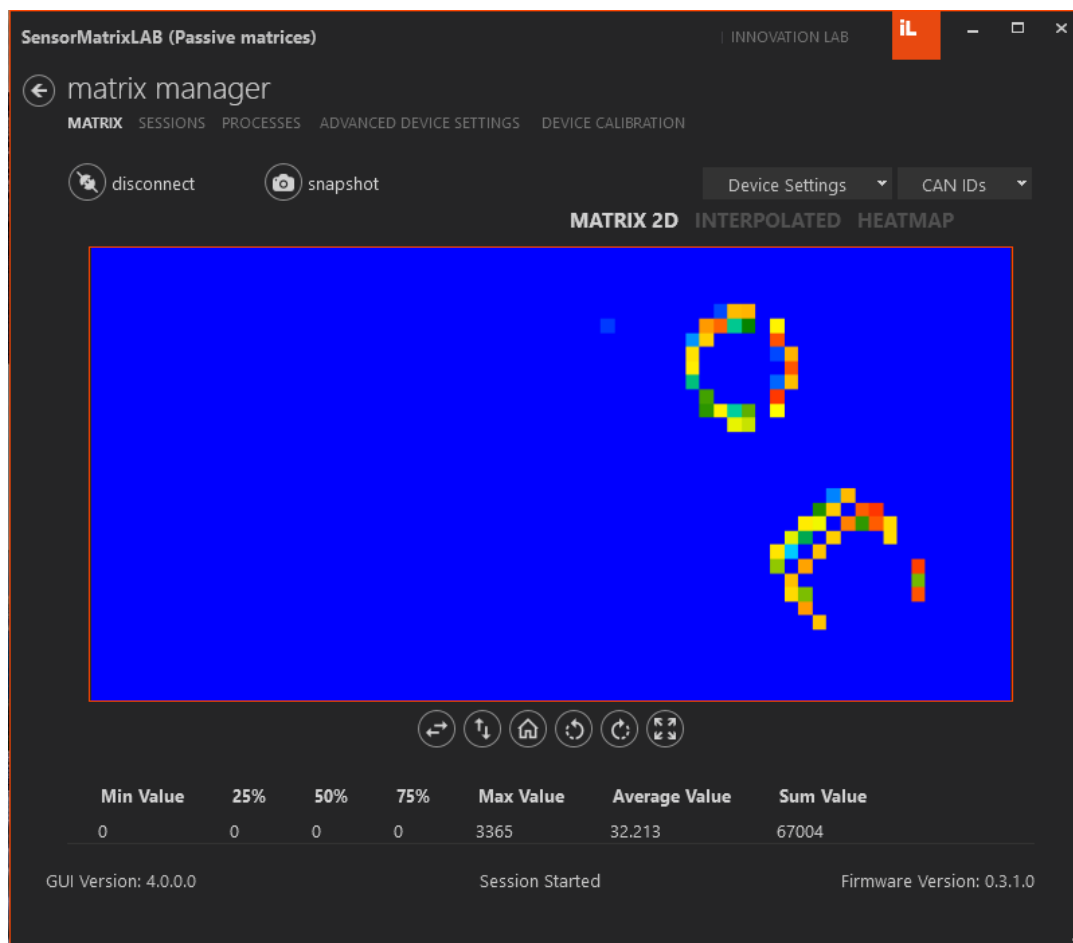 SensorMatrixLAB (Passive matrices)
| INNOVATION LAB
iL
matrix manager
MATRIX SESSIONS PROCESSES ADVANCED DEVICE SETTINGS DEVICE CALIBRATION
disconnect snapshot Device Settings CAN IDs
MATRIX 2D INTERPOLATED HEATMAP
Min Value 25% 50% 75% Max Value Average Value Sum Value
0 0 0 0 3365 32.213 67004
GUI Version: 4.0.0.0 Session Started Firmware Version: 0.3.1.0